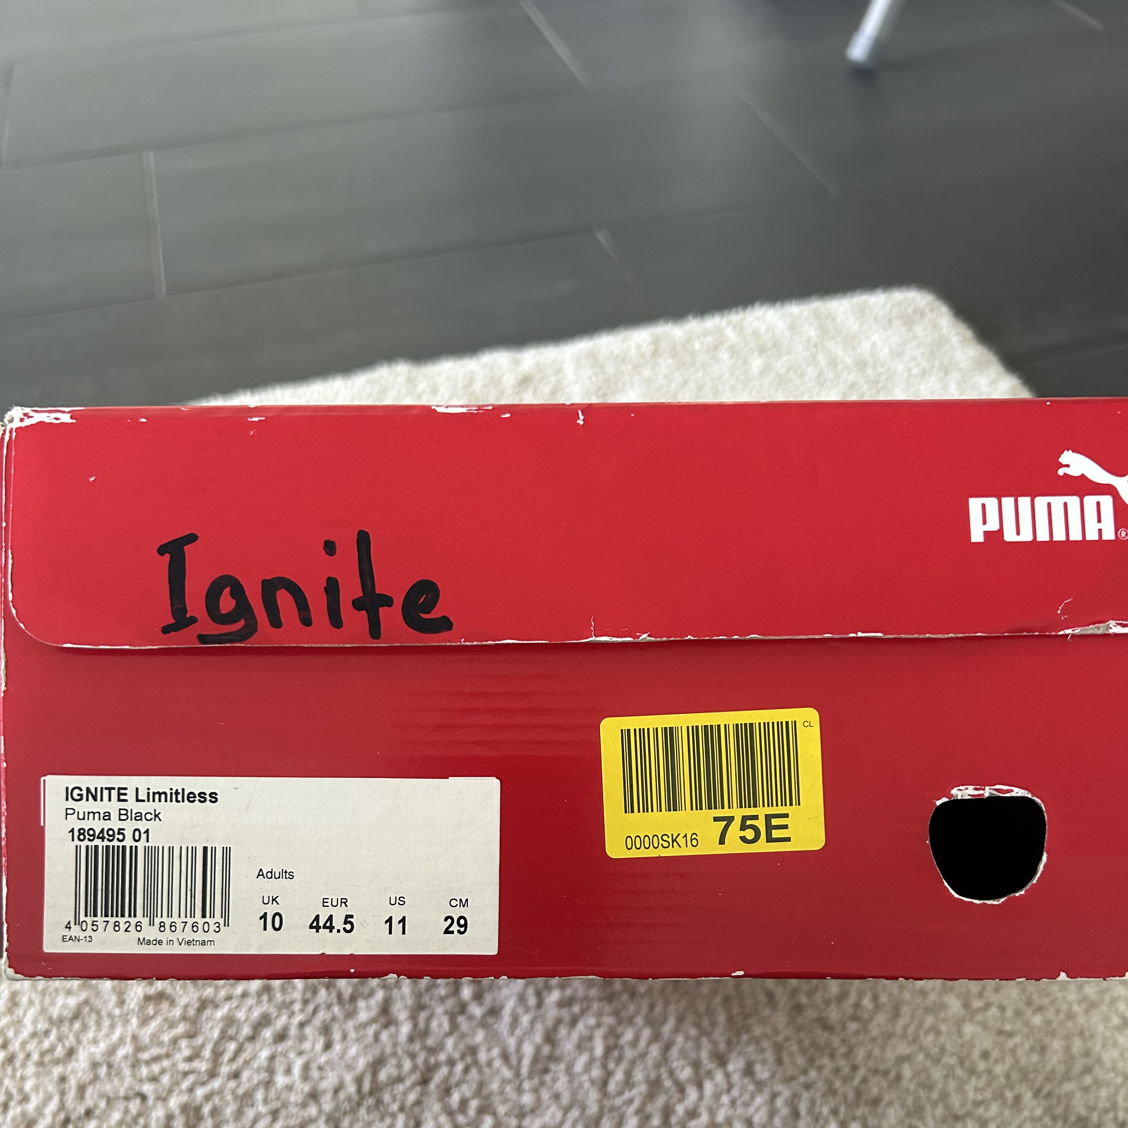 PUMA®
Ignite
CL
0000SK16 75E
IGNITE Limitless
Puma Black
189495 01
Adults
UK EUR US CM
10 44.5 11 29
4 057826 867603
EAN-13 Made in Vietnam